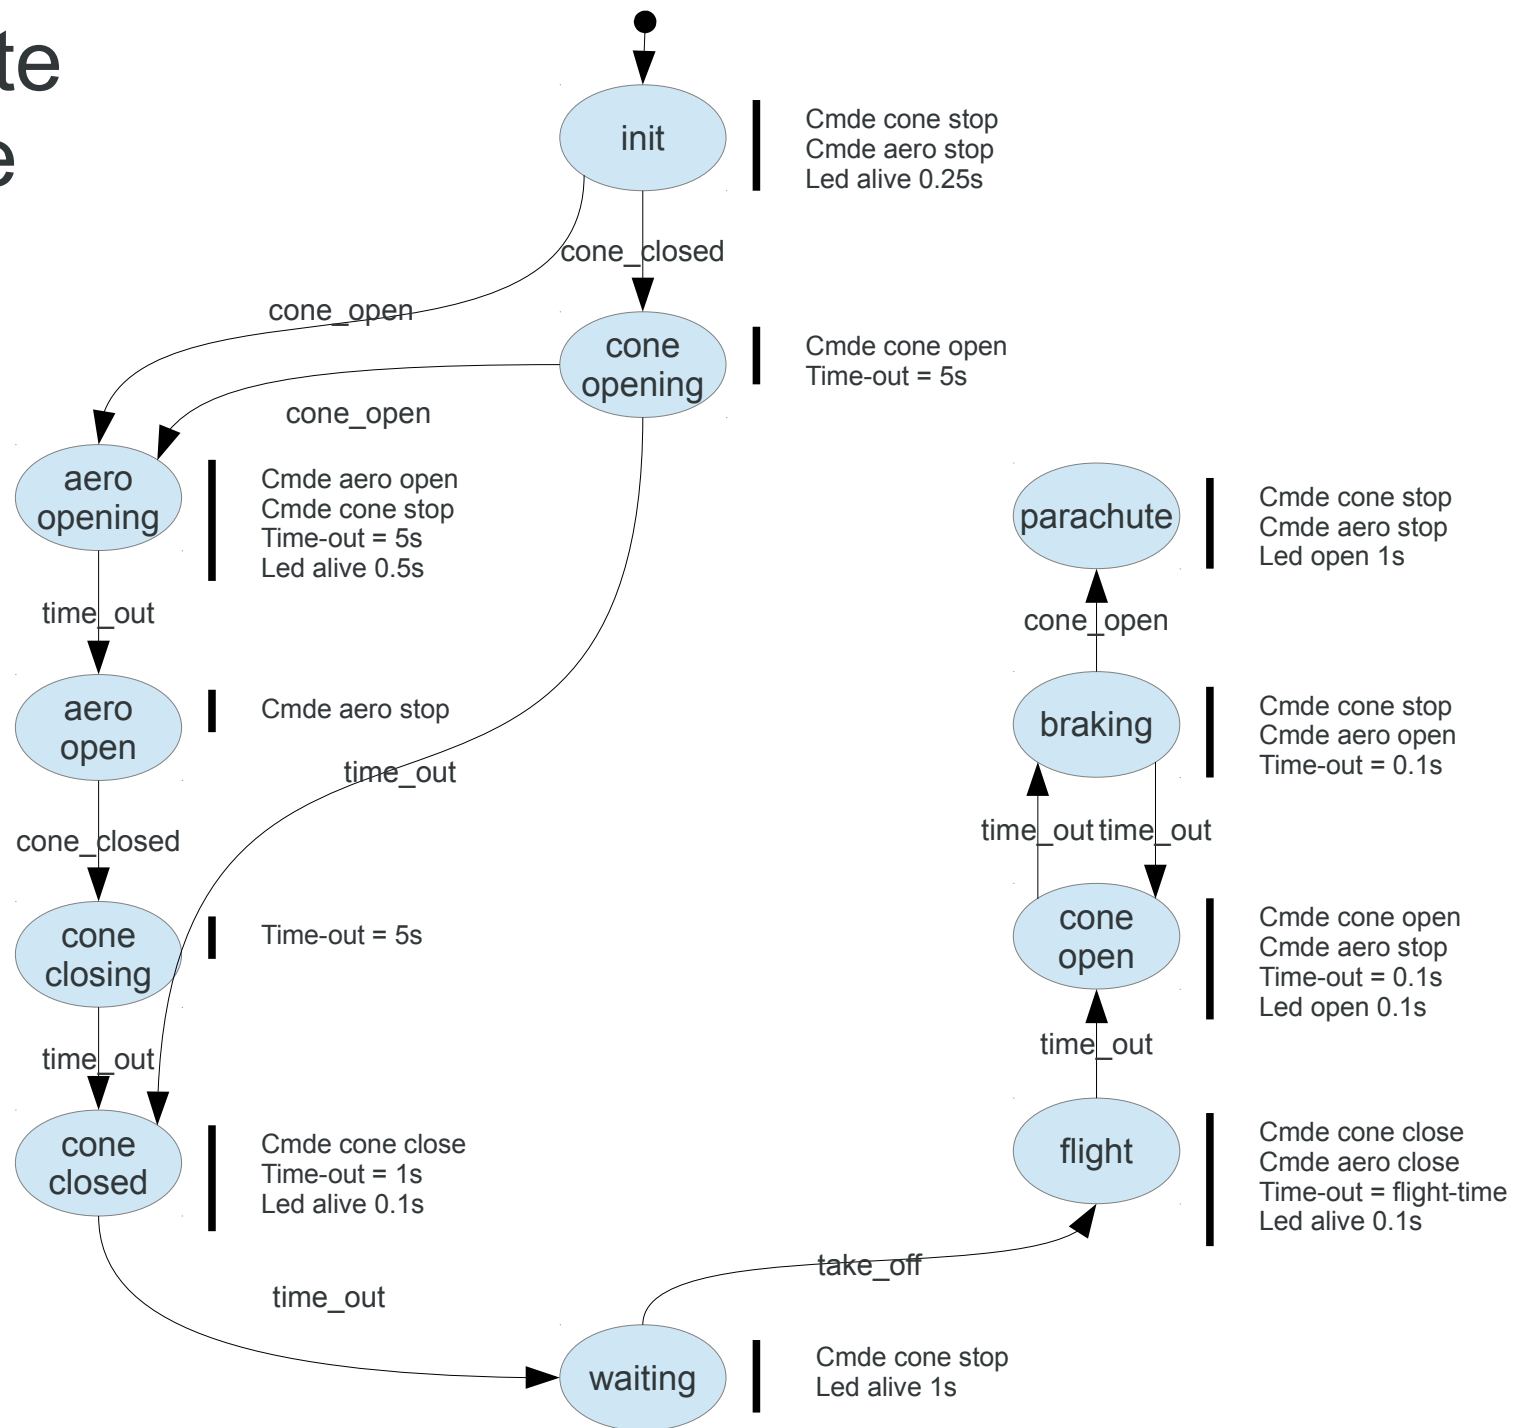 te
e
init
Cmde cone stop
Cmde aero stop
Led alive 0.25s
cone_closed
cone_open
cone
opening
Cmde cone open
Time-out = 5s
cone_open
aero
opening
Cmde aero open
Cmde cone stop
Time-out = 5s
Led alive 0.5s
time_out
aero
open
Cmde aero stop
time_out
cone_closed
cone
closing
Time-out = 5s
time_out
cone
closed
Cmde cone close
Time-out = 1s
Led alive 0.1s
time_out
waiting
Cmde cone stop
Led alive 1s
take_off
parachute
Cmde cone stop
Cmde aero stop
Led open 1s
cone_open
braking
Cmde cone stop
Cmde aero open
Time-out = 0.1s
time_out time_out
cone
open
Cmde cone open
Cmde aero stop
Time-out = 0.1s
Led open 0.1s
time_out
flight
Cmde cone close
Cmde aero close
Time-out = flight-time
Led alive 0.1s